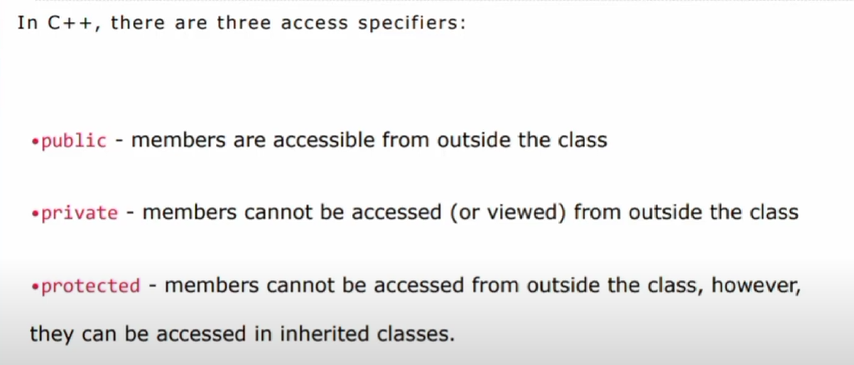 In C++, there are three access specifiers:
•public - members are accessible from outside the class
•private - members cannot be accessed (or viewed) from outside the class
•protected - members cannot be accessed from outside the class, however,
they can be accessed in inherited classes.